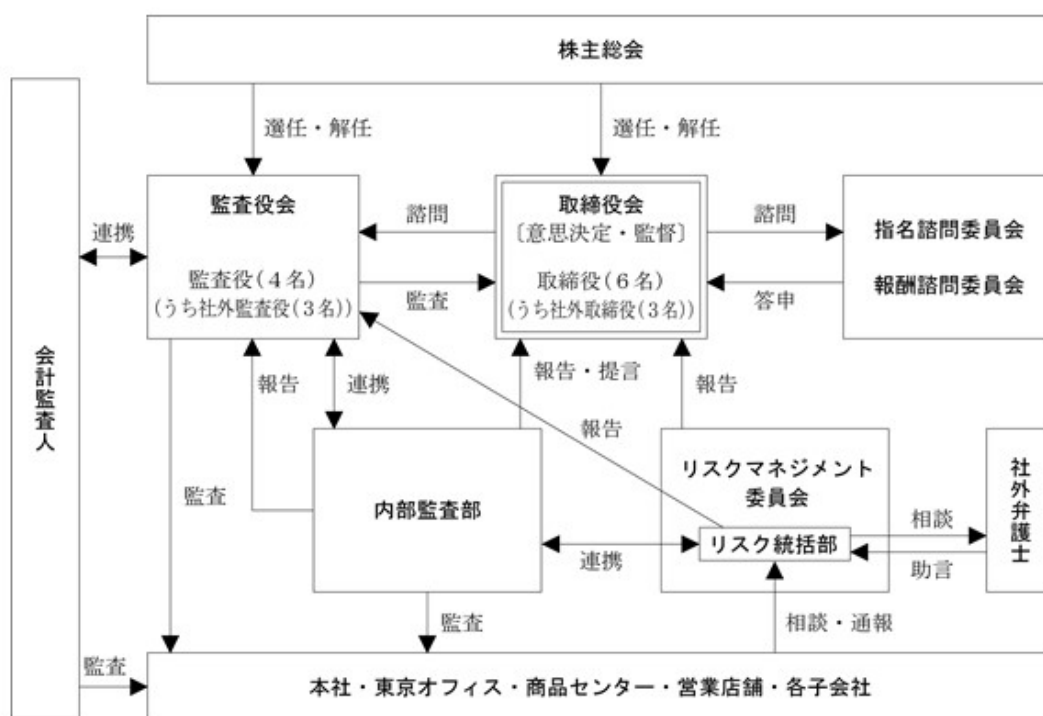 株主総会
選任・解任
選任・解任
監査役会
監査役(4名)
(うち社外監査役(3名))
諮問
監査
取締役会
〔意思決定・監督〕
取締役(6名)
(うち社外取締役(3名))
諮問
答申
指名諮問委員会
報酬諮問委員会
連携
会計監査人
報告
連携
報告・提言
報告
報告
監査
内部監査部
連携
リスクマネジメント
委員会
リスク統括部
相談
助言
社外弁護士
監査
相談・通報
監査
本社・東京オフィス・商品センター・営業店舗・各子会社